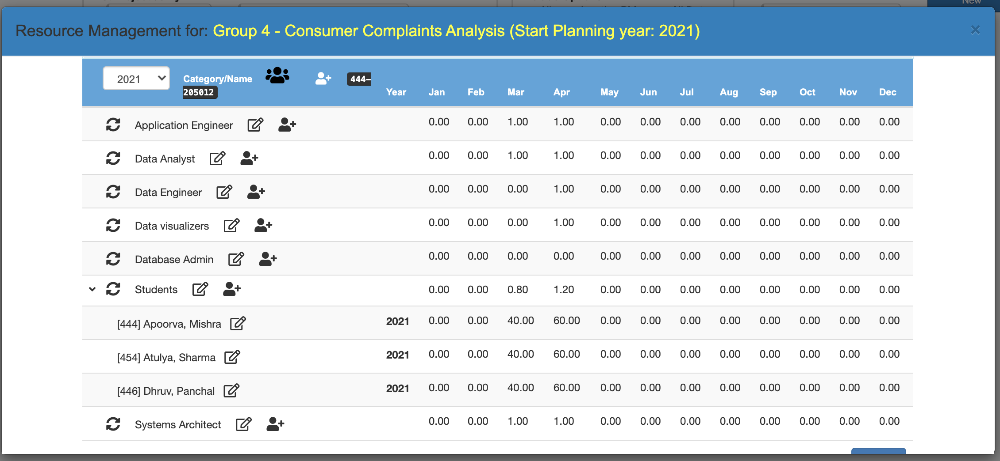 New
Resource Management for: Group 4 - Consumer Complaints Analysis (Start Planning year: 2021)
×
2021 Category/Name 444-
205012 Year Jan Feb Mar Apr May Jun Jul Aug Sep Oct Nov Dec
Application Engineer 0.00 0.00 1.00 1.00 0.00 0.00 0.00 0.00 0.00 0.00 0.00 0.00
Data Analyst 0.00 0.00 1.00 1.00 0.00 0.00 0.00 0.00 0.00 0.00 0.00 0.00
Data Engineer 0.00 0.00 0.00 1.00 0.00 0.00 0.00 0.00 0.00 0.00 0.00 0.00
Data visualizers 0.00 0.00 0.00 1.00 0.00 0.00 0.00 0.00 0.00 0.00 0.00 0.00
Database Admin 0.00 0.00 0.00 0.00 0.00 0.00 0.00 0.00 0.00 0.00 0.00 0.00
Students 0.00 0.00 0.80 1.20 0.00 0.00 0.00 0.00 0.00 0.00 0.00 0.00
[444] Apoorva, Mishra 2021 0.00 0.00 40.00 60.00 0.00 0.00 0.00 0.00 0.00 0.00 0.00 0.00
[454] Atulya, Sharma 2021 0.00 0.00 40.00 60.00 0.00 0.00 0.00 0.00 0.00 0.00 0.00 0.00
[446] Dhruv, Panchal 2021 0.00 0.00 40.00 60.00 0.00 0.00 0.00 0.00 0.00 0.00 0.00 0.00
Systems Architect 0.00 0.00 1.00 1.00 0.00 0.00 0.00 0.00 0.00 0.00 0.00 0.00